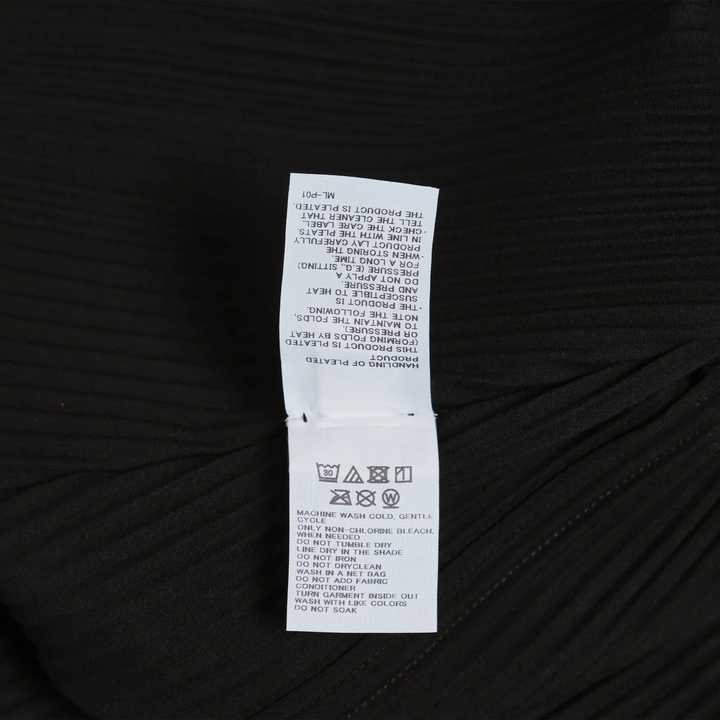 HANDLING OF PLEATED
PRODUCT
THIS PRODUCT IS PLEATED
(FORMING FOLDS BY HEAT
OR PRESSURE).
TO MAINTAIN THE FOLDS,
NOTE THE FOLLOWING.
·THE PRODUCT IS
SUSCEPTIBLE TO HEAT
AND PRESSURE.
DO NOT APPLY A
PRESSURE (E.G., SITTING)
FOR A LONG TIME.
·WHEN STORING THE
PRODUCT LAY CAREFULLY
IN LINE WITH THE PLEATS.
·CHECK THE CARE LABEL.
TELL THE CLEANER THAT
THE PRODUCT IS PLEATED.
ML-P01
30
W
MACHINE WASH COLD, GENTLE
CYCLE
ONLY NON-CHLORINE BLEACH,
WHEN NEEDED
DO NOT TUMBLE DRY
LINE DRY IN THE SHADE
DO NOT IRON
DO NOT DRYCLEAN
WASH IN A NET BAG
DO NOT ADD FABRIC
CONDITIONER
TURN GARMENT INSIDE OUT
WASH WITH LIKE COLORS
DO NOT SOAK